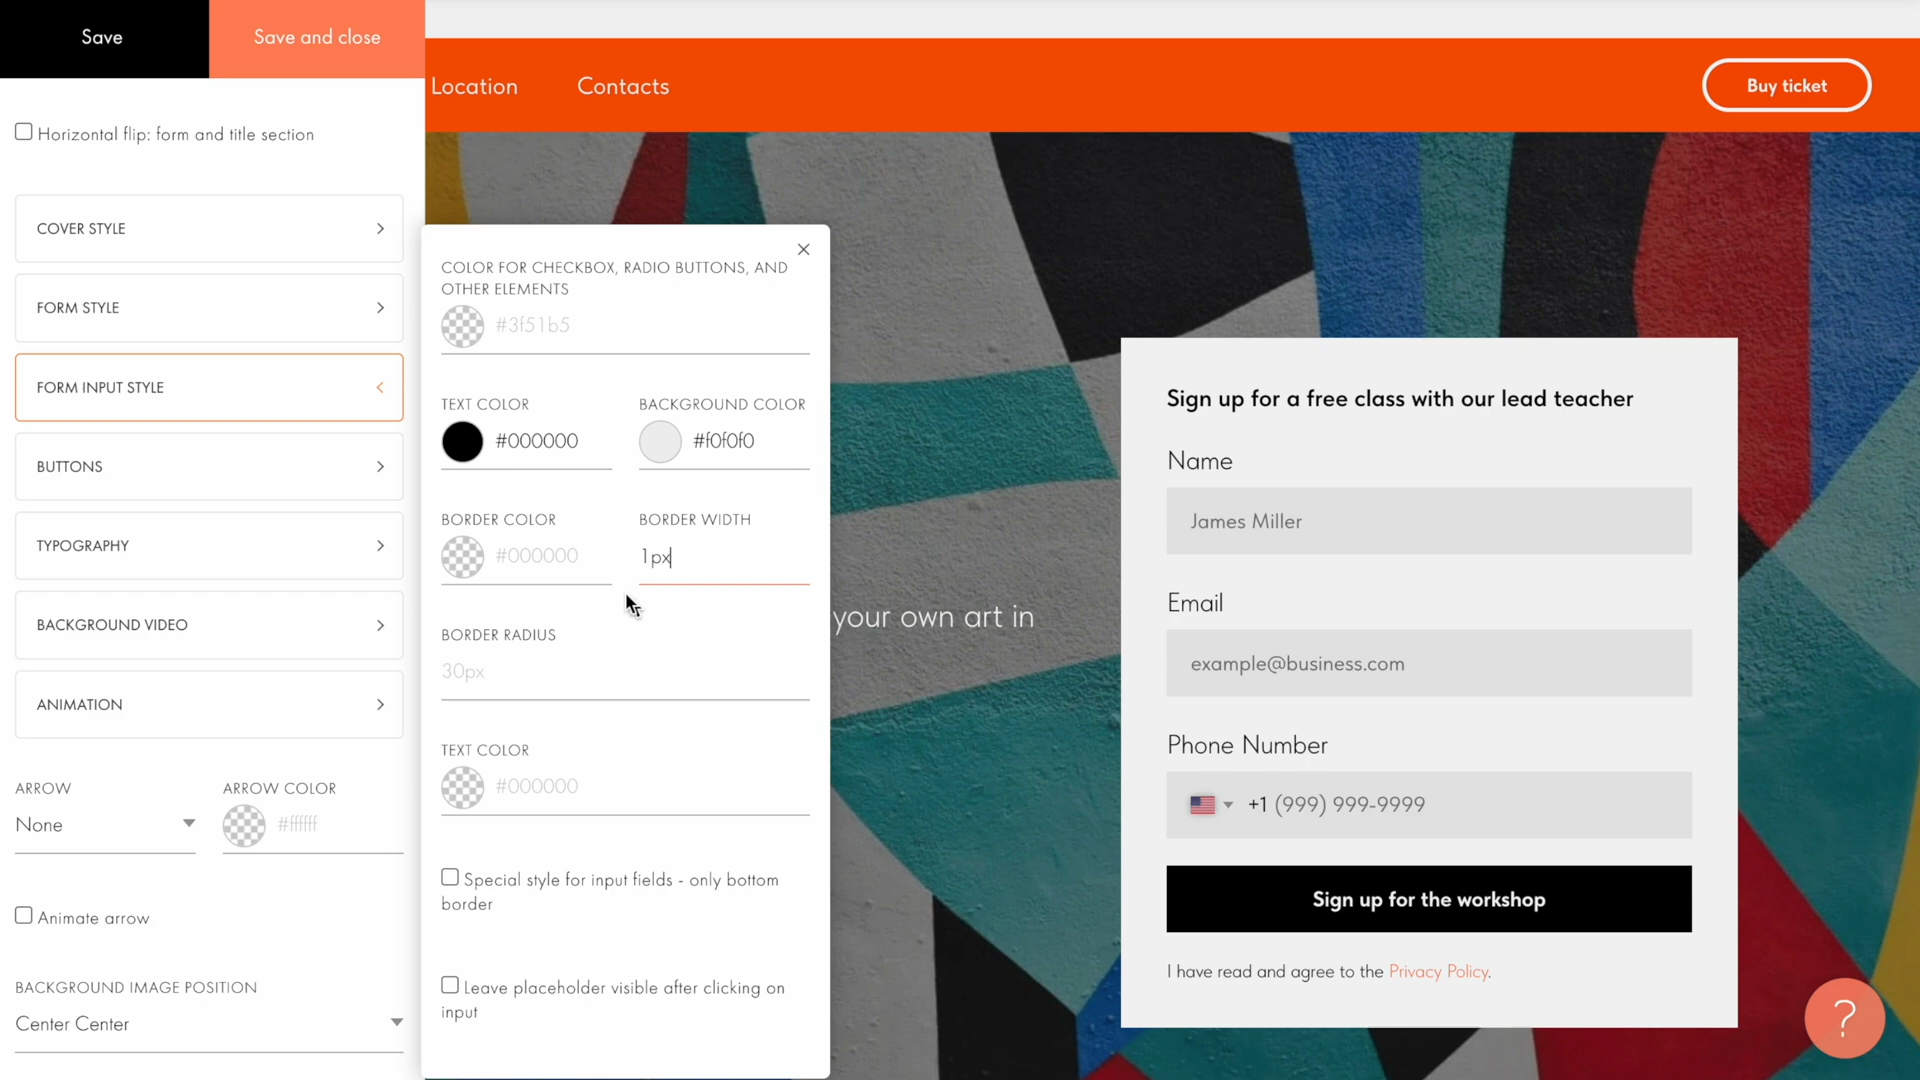 Save
Save and close
Location
Contacts
Buy ticket
Horizontal flip: form and title section
COVER STYLE
FORM STYLE
FORM INPUT STYLE
BUTTONS
TYPOGRAPHY
BACKGROUND VIDEO
ANIMATION
ARROW
ARROW COLOR
None
#ffffff
Animate arrow
BACKGROUND IMAGE POSITION
Center Center
COLOR FOR CHECKBOX, RADIO BUTTONS, AND
OTHER ELEMENTS
#3f51b5
TEXT COLOR
BACKGROUND COLOR
#000000
#f0f0f0
BORDER COLOR
BORDER WIDTH
#000000
1px
BORDER RADIUS
30px
TEXT COLOR
#000000
Special style for input fields - only bottom
border
Leave placeholder visible after clicking on
input
your own art in
Sign up for a free class with our lead teacher
Name
James Miller
Email
example@business.com
Phone Number
+1 (999) 999-9999
Sign up for the workshop
I have read and agree to the Privacy Policy.
?